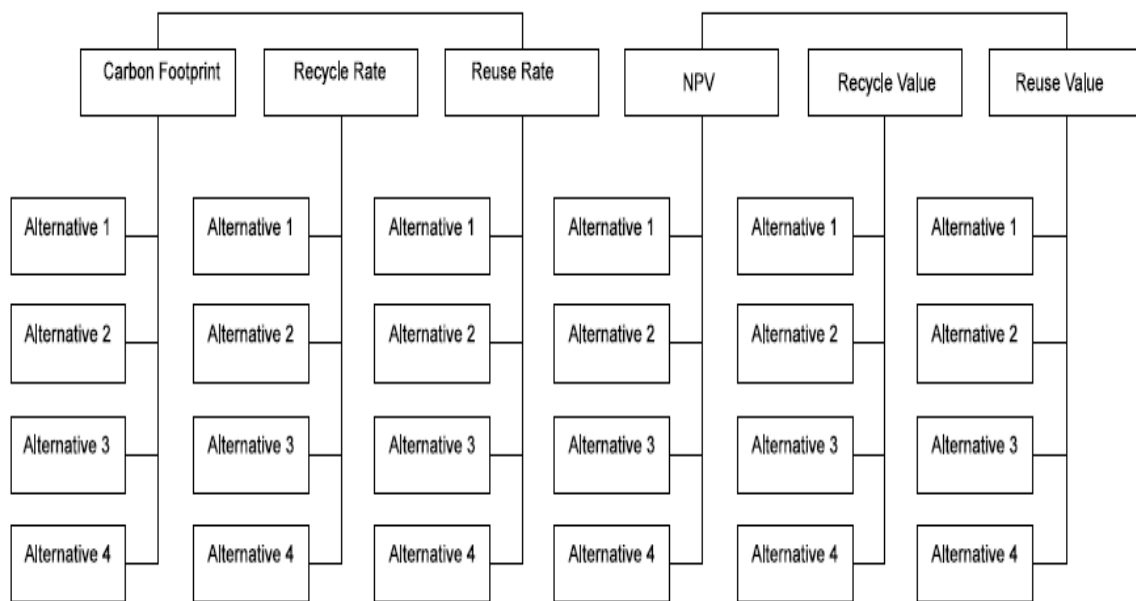 Carbon Footprint
Recycle Rate
Reuse Rate
NPV
Recycle Value
Reuse Value
Alternative 1
Alternative 1
Alternative 1
Alternative 1
Alternative 1
Alternative 1
Alternative 2
Alternative 2
Alternative 2
Alternative 2
Alternative 2
Alternative 2
Alternative 3
Alternative 3
Alternative 3
Alternative 3
Alternative 3
Alternative 3
Alternative 4
Alternative 4
Alternative 4
Alternative 4
Alternative 4
Alternative 4